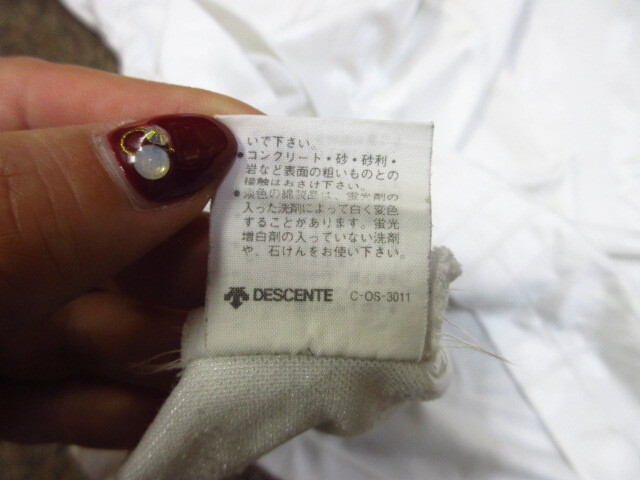 いで下さい。
●コンクリート・砂・砂利・
岩など表面の粗いものとの
接触はおさけ下さい。
●淡色の綿製品は、蛍光剤の
入った洗剤によって白く変色
することがあります。蛍光
増白剤の入っていない洗剤
や、石けんをお使い下さい。
DESCENTE C-OS-3011